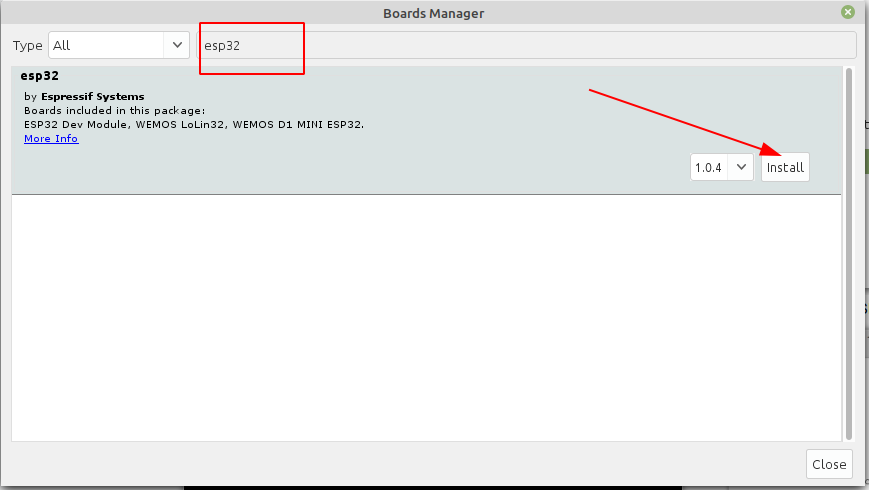 Boards Manager
Type All esp32
esp32
by Espressif Systems
Boards included in this package:
ESP32 Dev Module, WEMOS LoLin32, WEMOS D1 MINI ESP32.
More Info
1.0.4 Install
Close